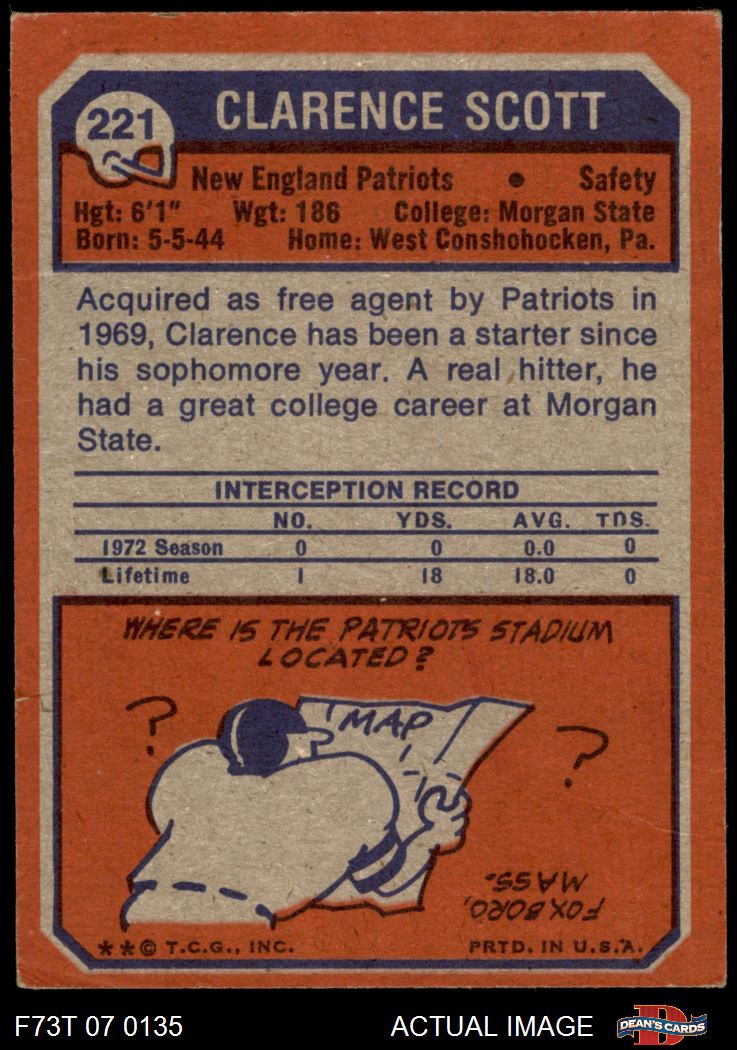 221
CLARENCE SCOTT
New England Patriots • Safety
Hgt: 6'1" Wgt: 186 College: Morgan State
Born: 5-5-44 Home: West Conshohocken, Pa.
Acquired as free agent by Patriots in
1969, Clarence has been a starter since
his sophomore year. A real hitter, he
had a great college career at Morgan
State.
INTERCEPTION RECORD
NO. YDS. AVG. TDS.
1972 Season 0 0 0.0 0
Lifetime 1 18 18.0 0
WHERE IS THE PATRIOTS STADIUM
LOCATED?
? MAP ?
FOXBORO,
MASS.
**© T.C.G., INC. PRTD. IN U.S.A.
F73T 07 0135 ACTUAL IMAGE D DEAN'S CARDS